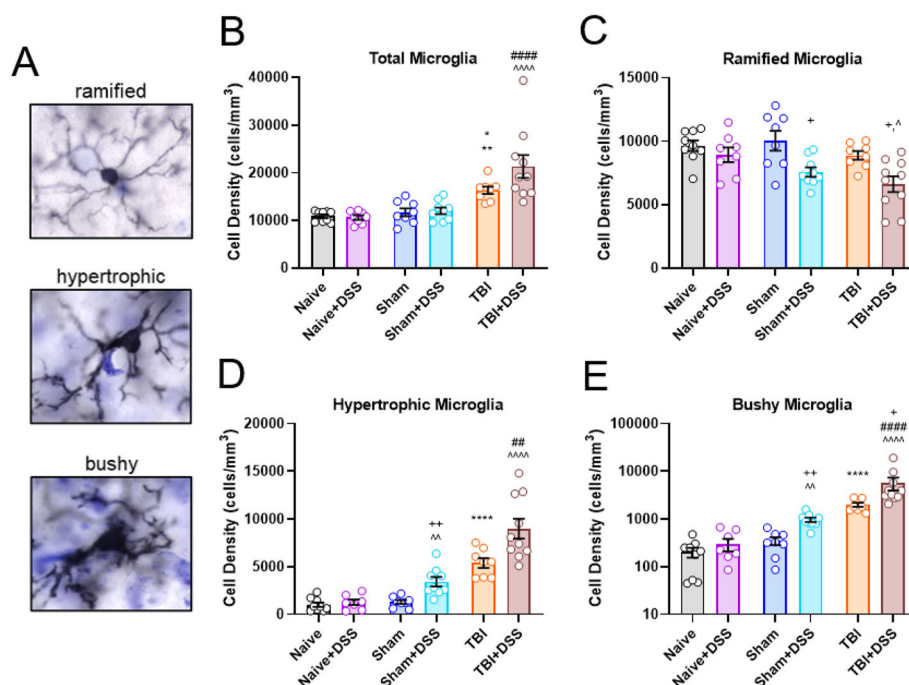 A
ramified
hypertrophic
bushy
B
Total Microglia
####
^^^^
*
**
Cell Density (cells/mm³)
40000
30000
20000
10000
0
Naive
Naive+DSS
Sham
Sham+DSS
TBI
TBI+DSS
C
Ramified Microglia
+
+,^
Cell Density (cells/mm³)
15000
10000
5000
0
Naive
Naive+DSS
Sham
Sham+DSS
TBI
TBI+DSS
D
Hypertrophic Microglia
##
^^^^
****
++
^^
Cell Density (cells/mm³)
20000
15000
10000
5000
0
Naive
Naive+DSS
Sham
Sham+DSS
TBI
TBI+DSS
E
Bushy Microglia
+
####
^^^^
++
^^
****
Cell Density (cells/mm³)
100000
10000
1000
100
10
Naive
Naive+DSS
Sham
Sham+DSS
TBI
TBI+DSS